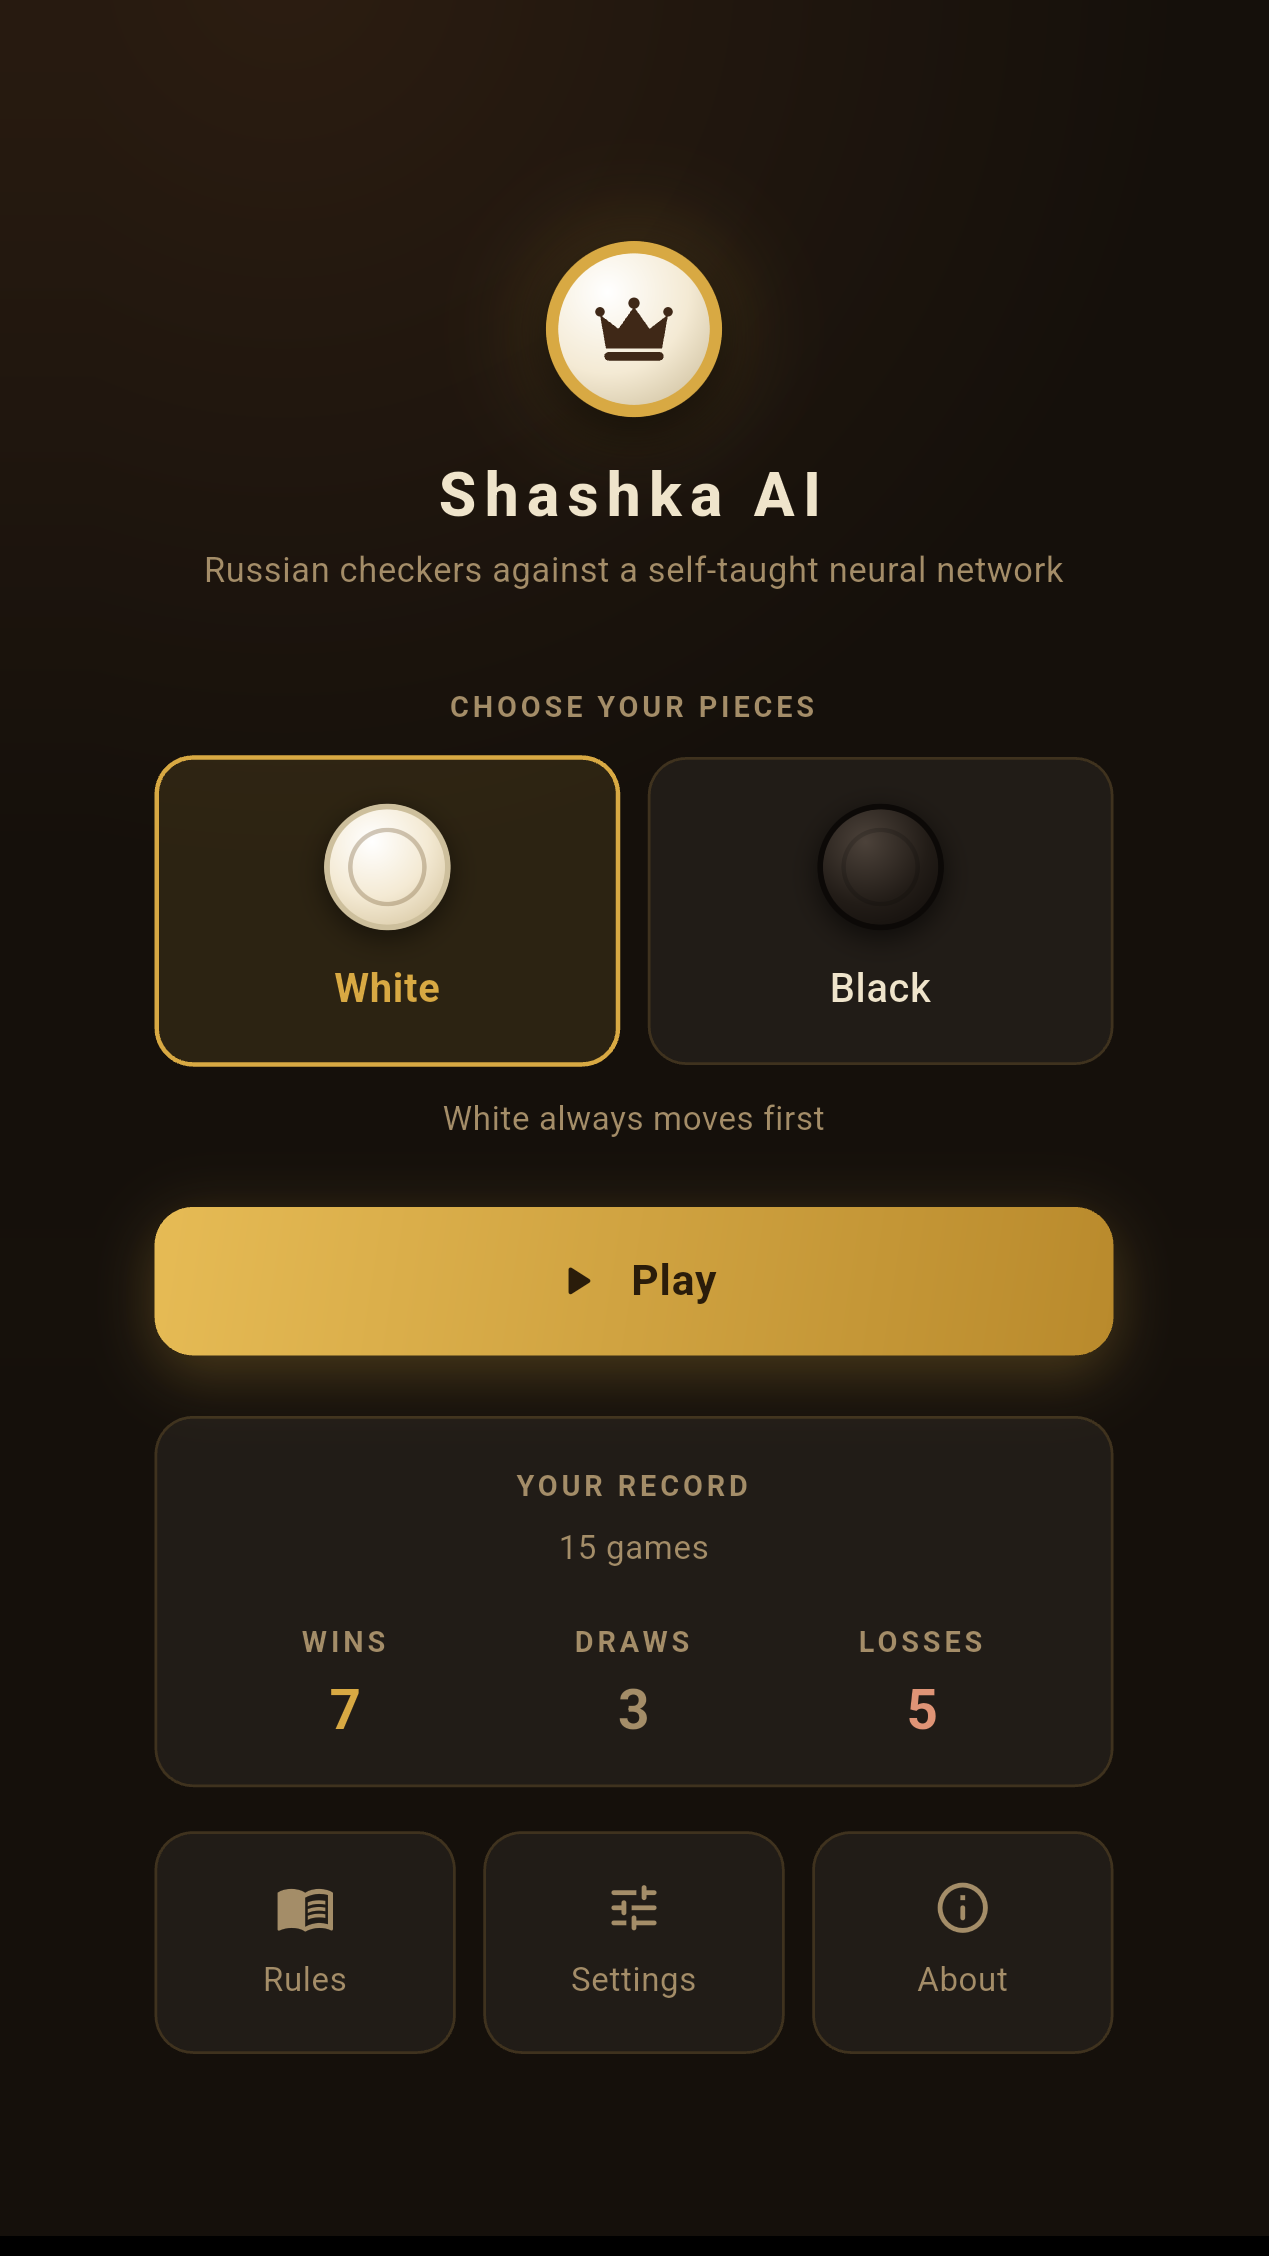 Shashka AI
Russian checkers against a self-taught neural network
CHOOSE YOUR PIECES
White
Black
White always moves first
Play
YOUR RECORD
15 games
WINS
DRAWS
LOSSES
7
3
5
Rules
Settings
About